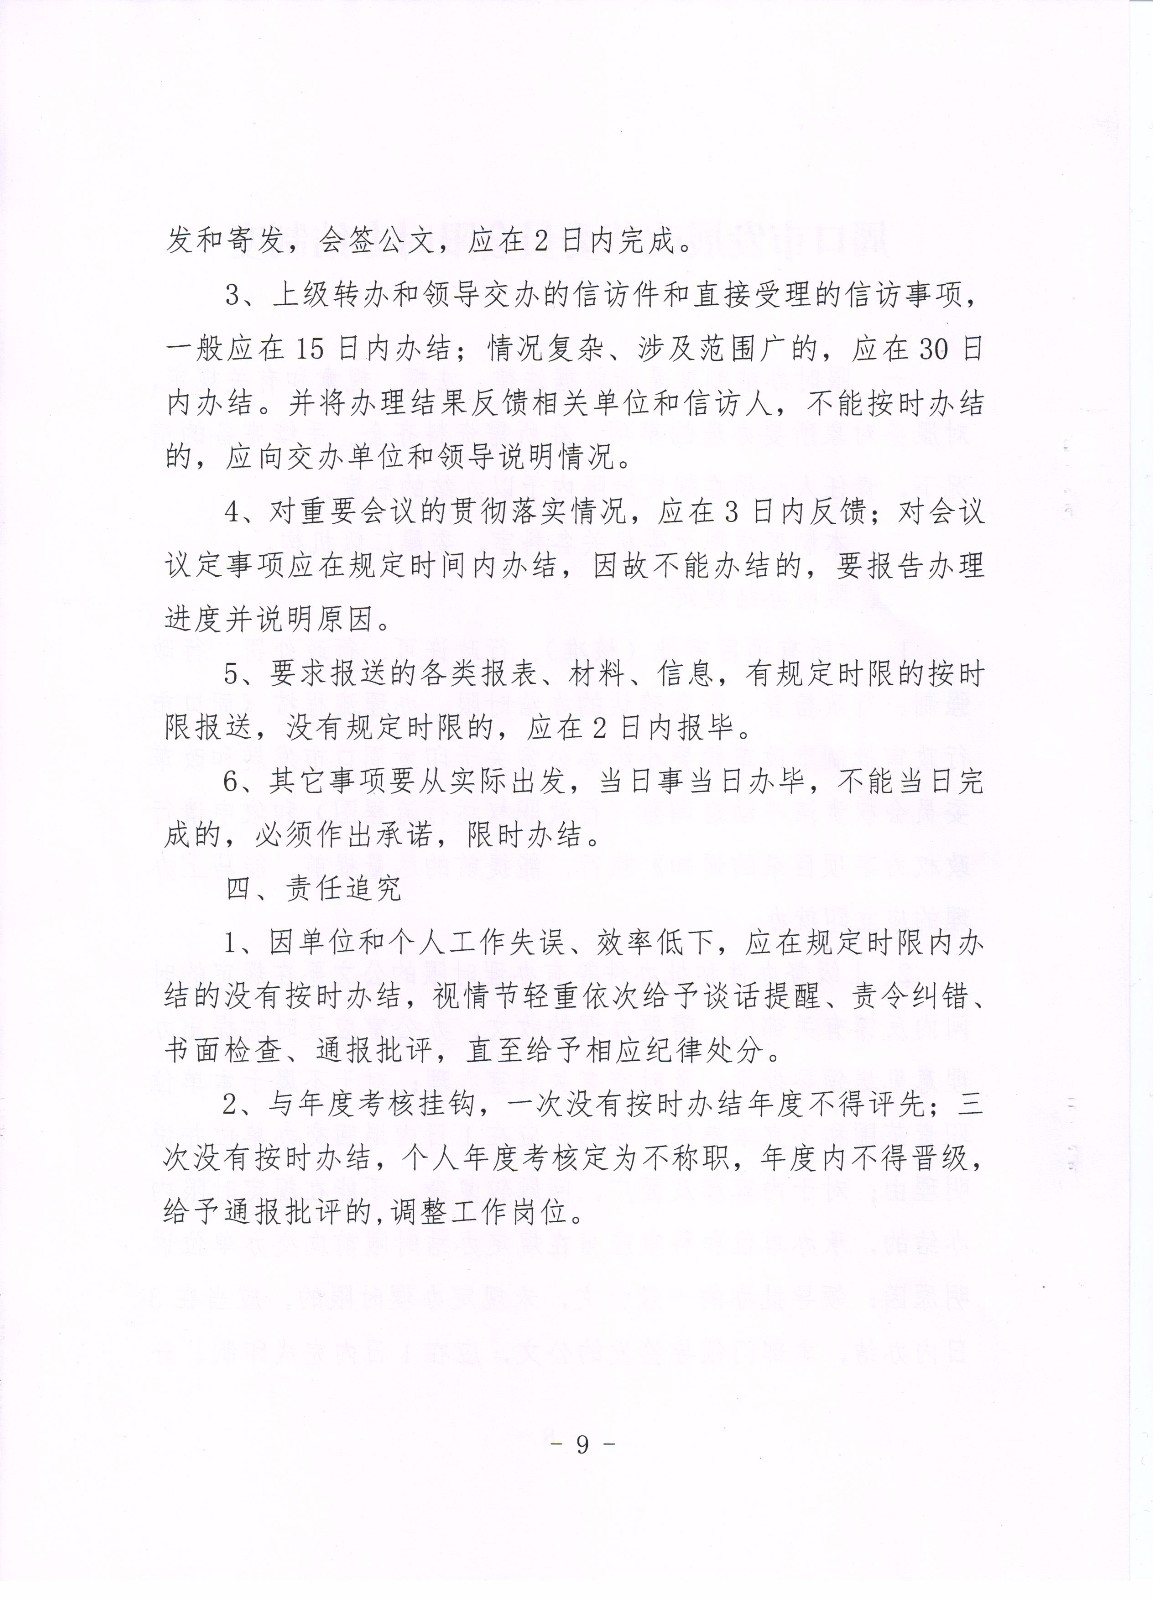 发和寄发，会签公文，应在2日内完成。
3、上级转办和领导交办的信访件和直接受理的信访事项，
一般应在15日内办结；情况复杂、涉及范围广的，应在30日
内办结。并将办理结果反馈相关单位和信访人，不能按时办结
的，应向交办单位和领导说明情况。
4、对重要会议的贯彻落实情况，应在3日内反馈；对会议
议定事项应在规定时间内办结，因故不能办结的，要报告办理
进度并说明原因。
5、要求报送的各类报表、材料、信息，有规定时限的按时
限报送，没有规定时限的，应在2日内报毕。
6、其它事项要从实际出发，当日事当日办毕，不能当日完
成的，必须作出承诺，限时办结。
四、责任追究
1、因单位和个人工作失误、效率低下，应在规定时限内办
结的没有按时办结，视情节轻重依次给予谈话提醒、责令纠错、
书面检查、通报批评，直至给予相应纪律处分。
2、与年度考核挂钩，一次没有按时办结年度不得评先；三
次没有按时办结，个人年度考核定为不称职，年度内不得晋级，
给予通报批评的,调整工作岗位。
- 9 -